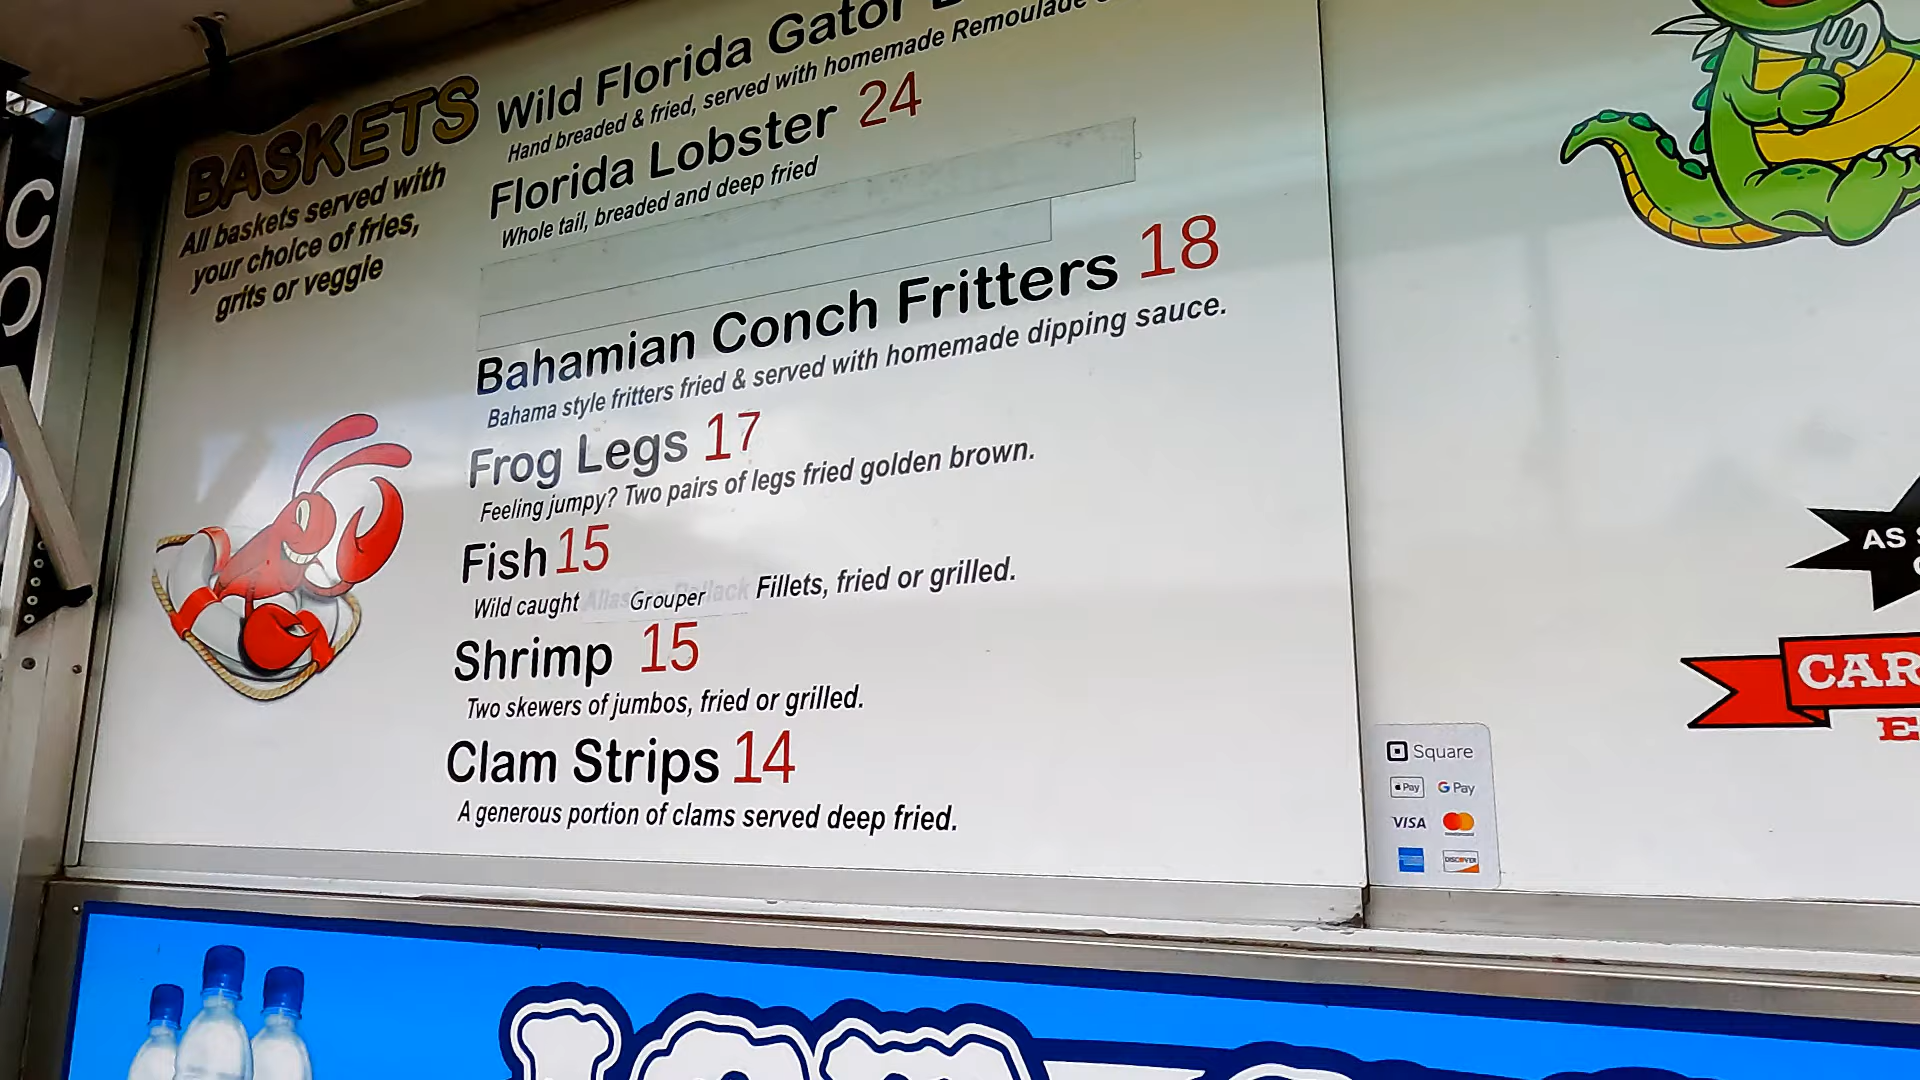 BASKETS
All baskets served with
your choice of fries,
grits or veggie
Wild Florida Gator
Hand breaded & fried, served with homemade Remoulade
Florida Lobster 24
Whole tail, breaded and deep fried
Bahamian Conch Fritters 18
Bahama style fritters fried & served with homemade dipping sauce.
Frog Legs 17
Feeling jumpy? Two pairs of legs fried golden brown.
Fish 15
Wild caught Grouper Fillets, fried or grilled.
Shrimp 15
Two skewers of jumbos, fried or grilled.
Clam Strips 14
A generous portion of clams served deep fried.
AS
CAR
E
Square
Pay G Pay
VISA mastercard
DISCOVER
C
O